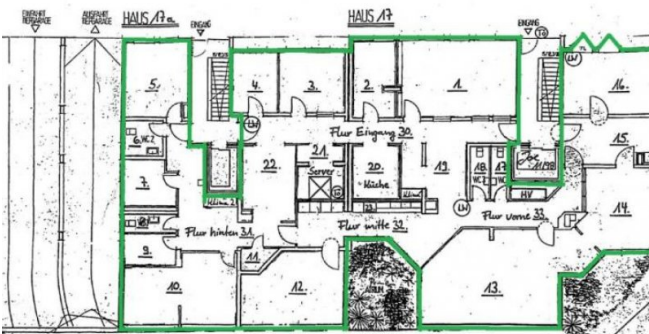 EINFAHRT
TIEFGARAGE
AUSFAHRT
TIEFGARAGE
HAUS 17a
EINGANG
HAUS 17
EINGANG
5.
4.
3.
2.
1.
16.
6.
WC2
Flur Eingang 30.
15.
7.
22.
21.
Server
20.
Küche
19.
18.
WC
17.
WC
HV
14.
Flur hinten 31.
Flur mitte 32.
Flur vorne 33.
9.
11.
10.
12.
13.